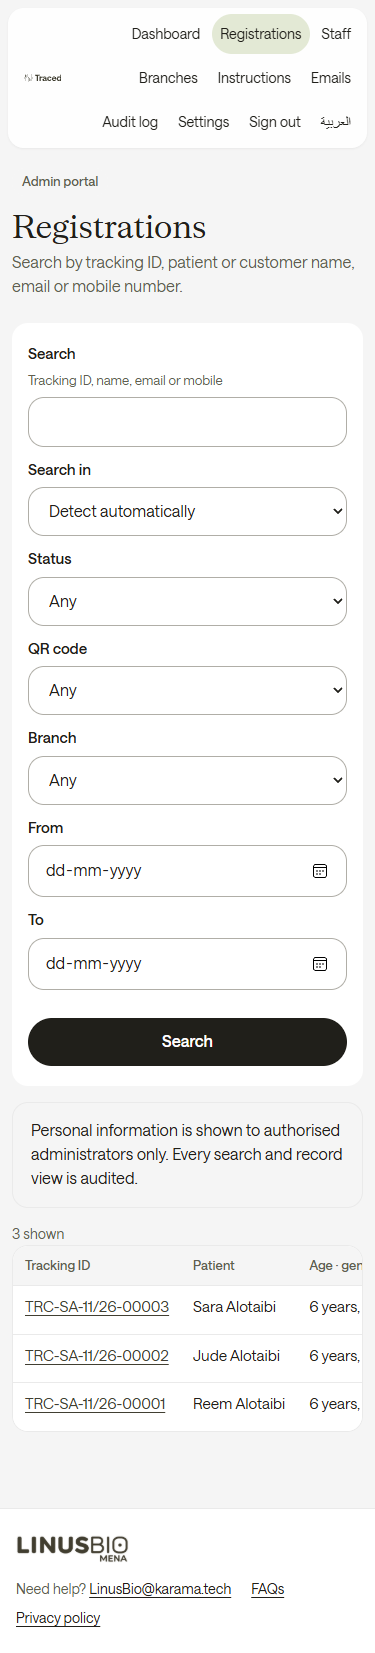 Dashboard Registrations Staff
Traced Branches Instructions Emails
Audit log Settings Sign out العربية
Admin portal
Registrations
Search by tracking ID, patient or customer name,
email or mobile number.
Search
Tracking ID, name, email or mobile
Search in
Detect automatically
Status
Any
QR code
Any
Branch
Any
From
dd-mm-yyyy
To
dd-mm-yyyy
Search
Personal information is shown to authorised
administrators only. Every search and record
view is audited.
3 shown
Tracking ID Patient Age · gen
TRC-SA-11/26-00003 Sara Alotaibi 6 years,
TRC-SA-11/26-00002 Jude Alotaibi 6 years,
TRC-SA-11/26-00001 Reem Alotaibi 6 years,
LINUSBIO
MENA
Need help? LinusBio@karama.tech FAQs
Privacy policy